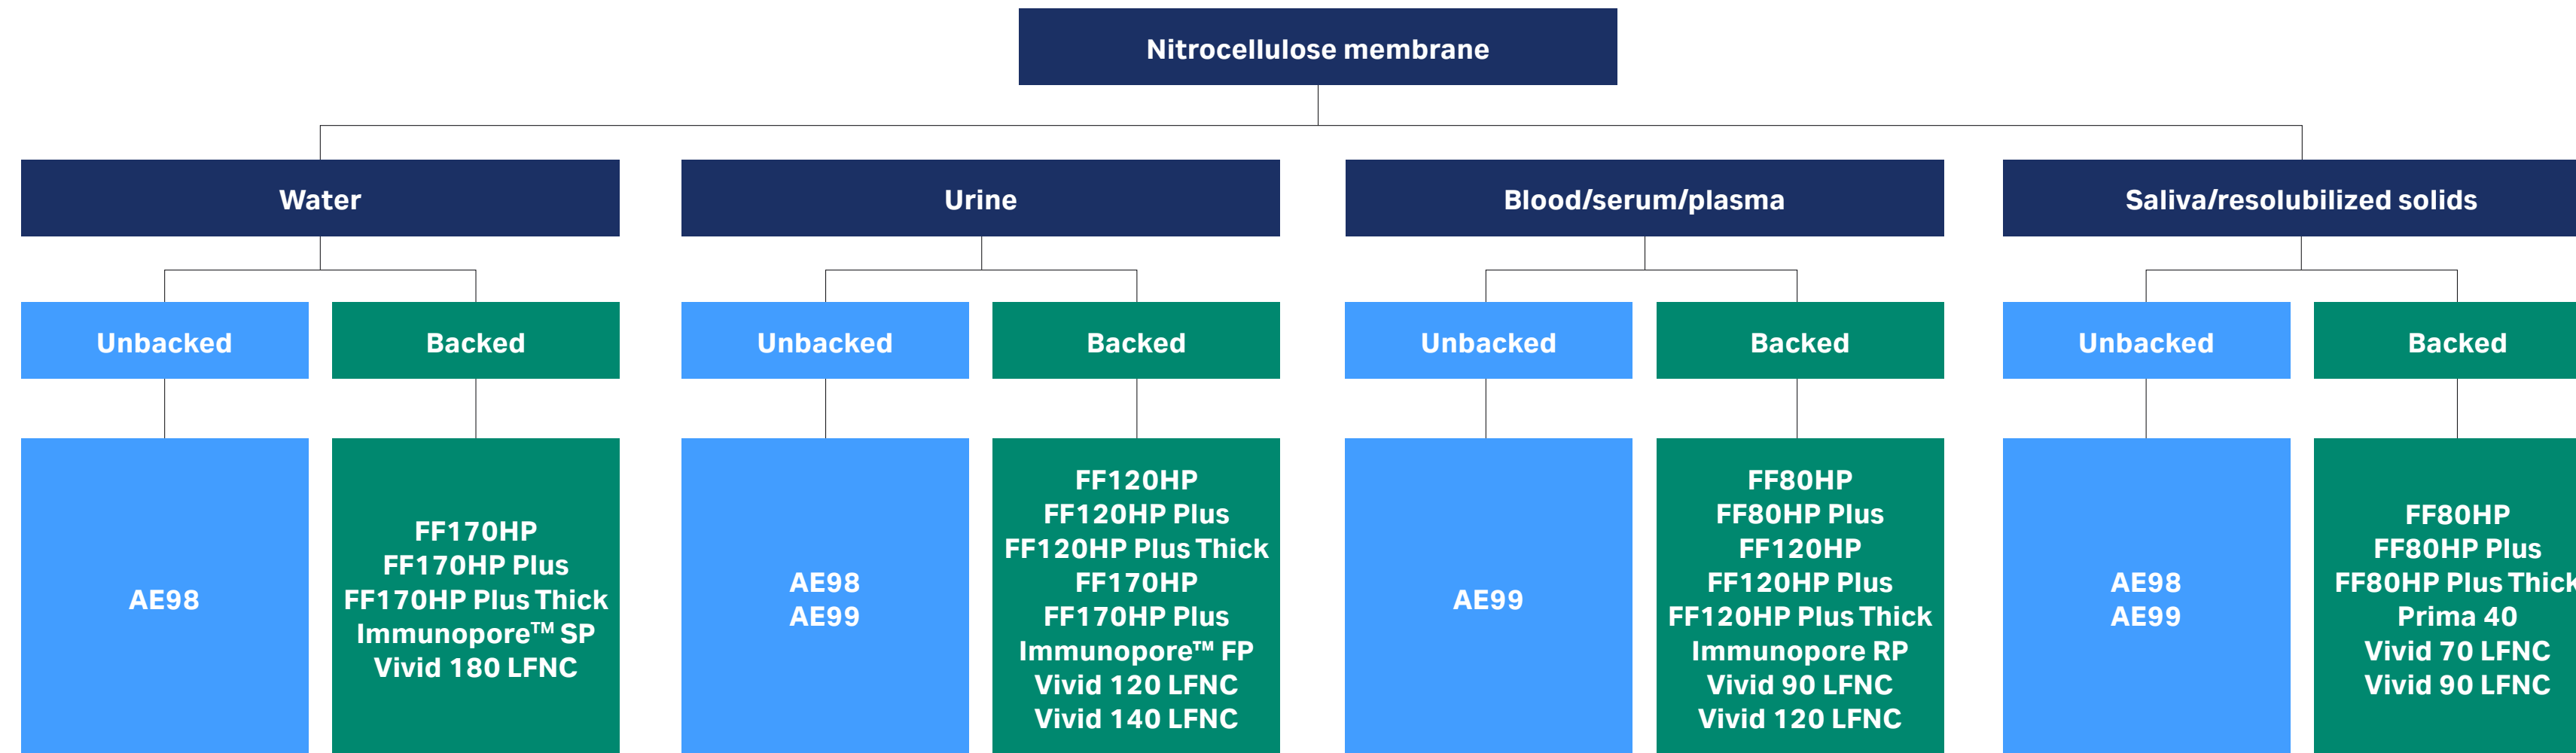 Nitrocellulose membrane
Water
Urine
Blood/serum/plasma
Saliva/resolubilized solids
Unbacked
Backed
Unbacked
Backed
Unbacked
Backed
Unbacked
Backed
AE98
FF170HP
FF170HP Plus
FF170HP Plus Thick
Immunopore™ SP
Vivid 180 LFNC
AE98
AE99
FF120HP
FF120HP Plus
FF120HP Plus Thick
FF170HP
FF170HP Plus
Immunopore™ FP
Vivid 120 LFNC
Vivid 140 LFNC
AE99
FF80HP
FF80HP Plus
FF120HP
FF120HP Plus
FF120HP Plus Thick
Immunopore RP
Vivid 90 LFNC
Vivid 120 LFNC
AE98
AE99
FF80HP
FF80HP Plus
FF80HP Plus Thick
Prima 40
Vivid 70 LFNC
Vivid 90 LFNC